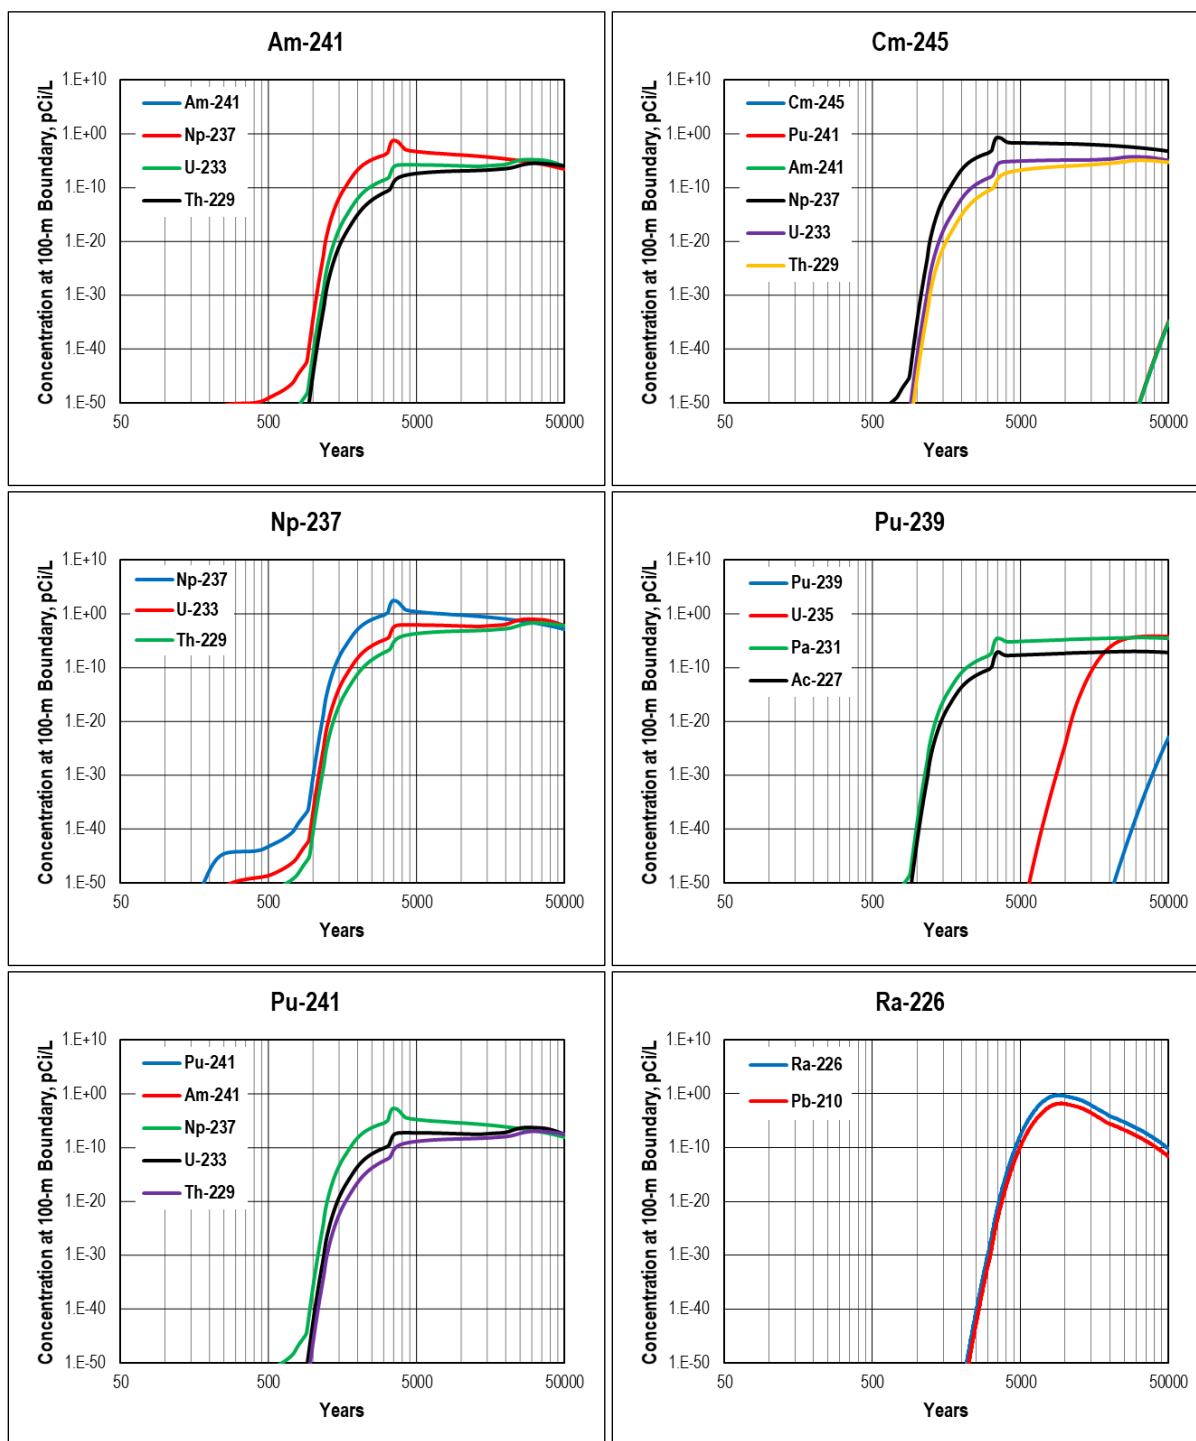 Am-241
Concentration at 100-m Boundary, pCi/L
1.E+10
1.E+00
1.E-10
1.E-20
1.E-30
1.E-40
1.E-50
Am-241
Np-237
U-233
Th-229
50
500
5000
50000
Years
Cm-245
Concentration at 100-m Boundary, pCi/L
1.E+10
1.E+00
1.E-10
1.E-20
1.E-30
1.E-40
1.E-50
Cm-245
Pu-241
Am-241
Np-237
U-233
Th-229
50
500
5000
50000
Years
Np-237
Concentration at 100-m Boundary, pCi/L
1.E+10
1.E+00
1.E-10
1.E-20
1.E-30
1.E-40
1.E-50
Np-237
U-233
Th-229
50
500
5000
50000
Years
Pu-239
Concentration at 100-m Boundary, pCi/L
1.E+10
1.E+00
1.E-10
1.E-20
1.E-30
1.E-40
1.E-50
Pu-239
U-235
Pa-231
Ac-227
50
500
5000
50000
Years
Pu-241
Concentration at 100-m Boundary, pCi/L
1.E+10
1.E+00
1.E-10
1.E-20
1.E-30
1.E-40
1.E-50
Pu-241
Am-241
Np-237
U-233
Th-229
50
500
5000
50000
Years
Ra-226
Concentration at 100-m Boundary, pCi/L
1.E+10
1.E+00
1.E-10
1.E-20
1.E-30
1.E-40
1.E-50
Ra-226
Pb-210
50
500
5000
50000
Years